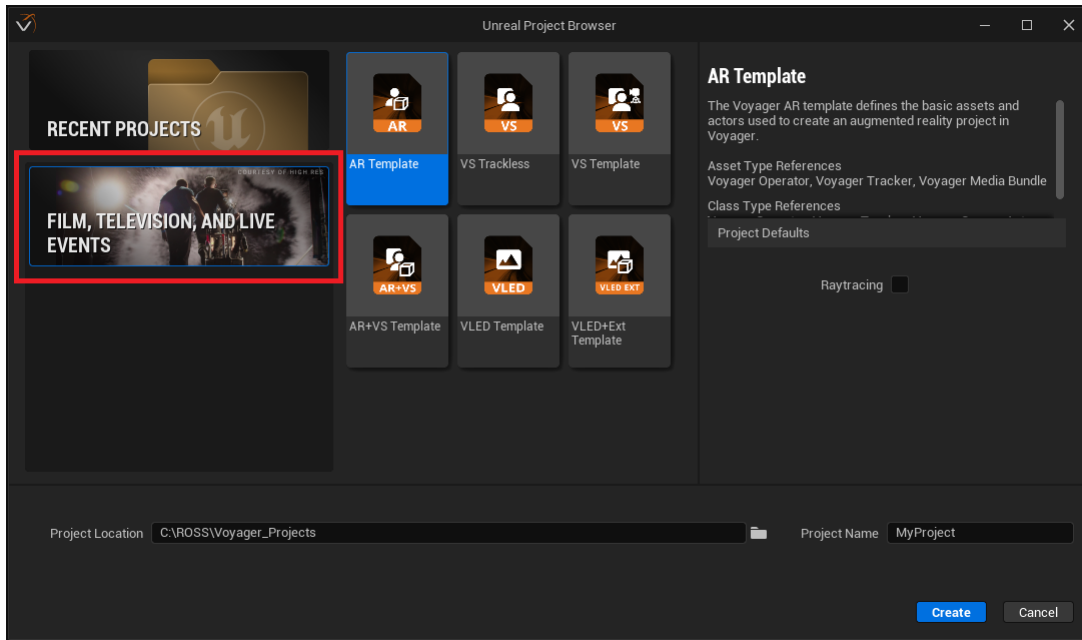 Unreal Project Browser
RECENT PROJECTS
COURTESY OF HIGH RES
FILM, TELEVISION, AND LIVE
EVENTS
AR
AR Template
VS
VS Trackless
VS
VS Template
AR+VS
AR+VS Template
VLED
VLED Template
VLED EXT
VLED+Ext
Template
AR Template
The Voyager AR template defines the basic assets and
actors used to create an augmented reality project in
Voyager.
Asset Type References
Voyager Operator, Voyager Tracker, Voyager Media Bundle
Class Type References
Project Defaults
Raytracing
Project Location
C:\ROSS\Voyager_Projects
Project Name
MyProject
Create
Cancel